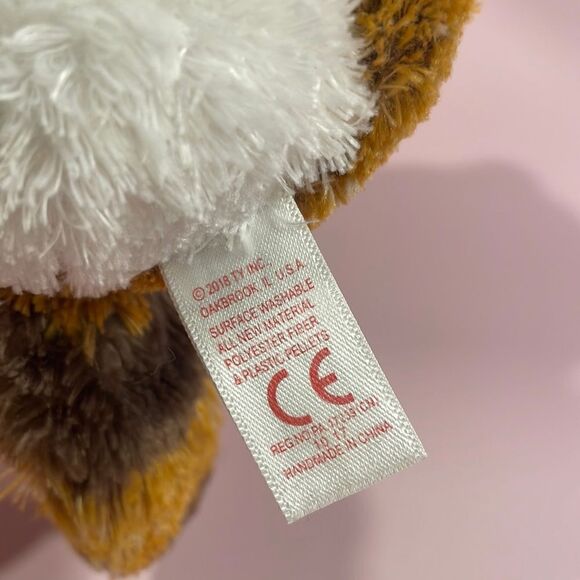 © 2018 TY INC.
OAKBROOK, IL U.S.A.
SURFACE WASHABLE
ALL NEW MATERIAL
POLYESTER FIBER
& PLASTIC PELLETS
CE
REG.NO PA.
HANDMADE IN CHINA